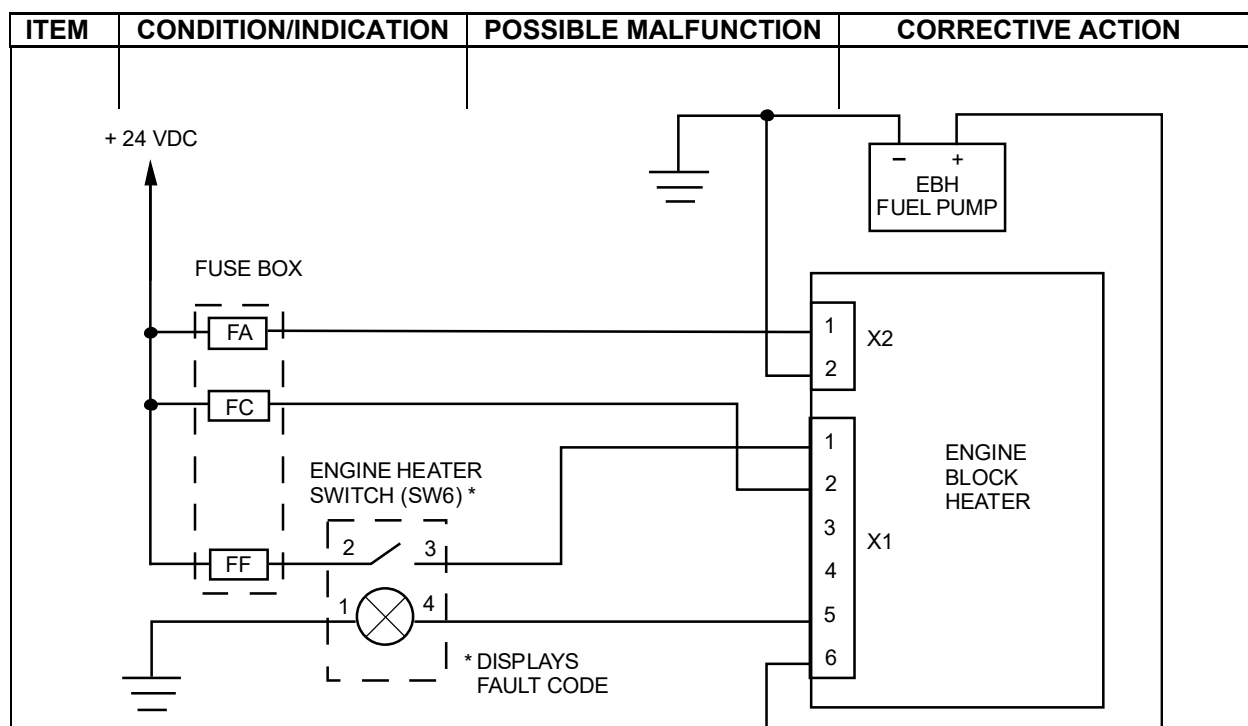 ITEM CONDITION/INDICATION POSSIBLE MALFUNCTION CORRECTIVE ACTION
+ 24 VDC
− +
EBH
FUEL PUMP
FUSE BOX
FA
1
2
X2
FC
ENGINE HEATER
SWITCH (SW6) *
1
2
3
4
5
6
X1
ENGINE
BLOCK
HEATER
FF
2 3
1 4
* DISPLAYS
FAULT CODE